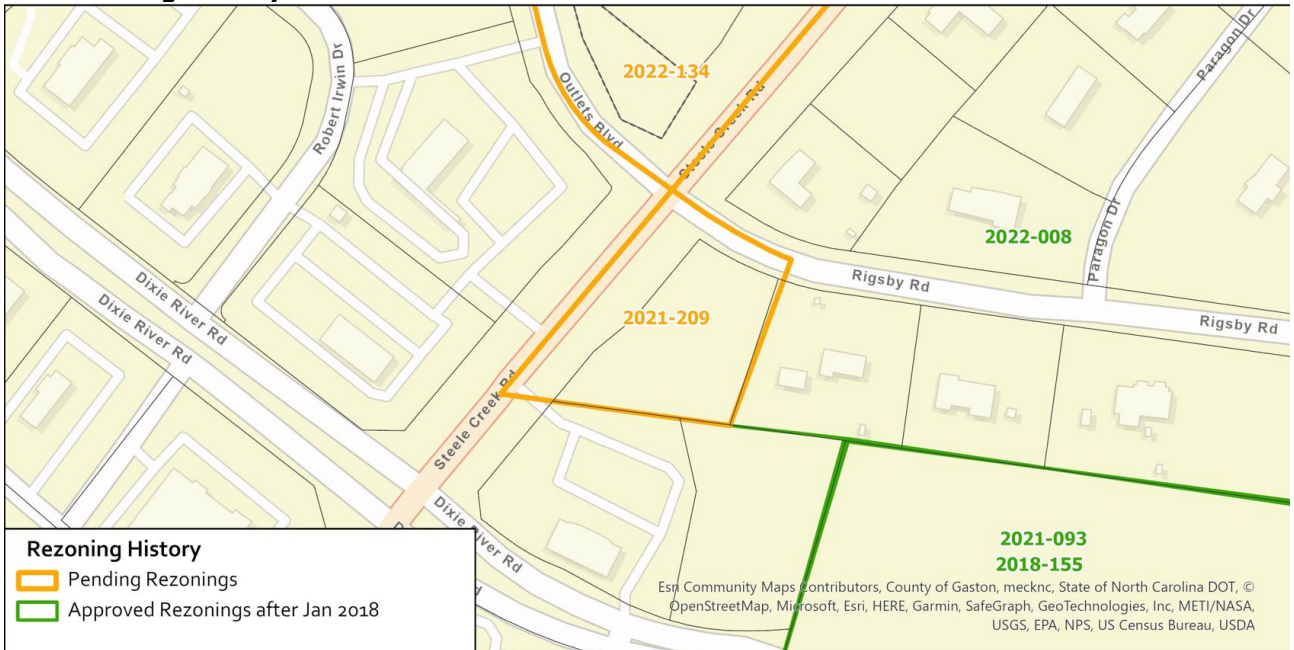 Paragon Dr
2022-134
Outlets Blvd
Robert Irwin Dr
Steele Creek Rd
2022-008
Paragon Dr
Rigsby Rd
Dixie River Rd
2021-209
Rigsby Rd
Dixie River Rd
Steele Creek Rd
Dixie River Rd
2021-093
2018-155
Rezoning History
Pending Rezonings
Approved Rezonings after Jan 2018
Esri Community Maps Contributors, County of Gaston, mecknc, State of North Carolina DOT, ©
OpenStreetMap, Microsoft, Esri, HERE, Garmin, SafeGraph, GeoTechnologies, Inc, METI/NASA,
USGS, EPA, NPS, US Census Bureau, USDA